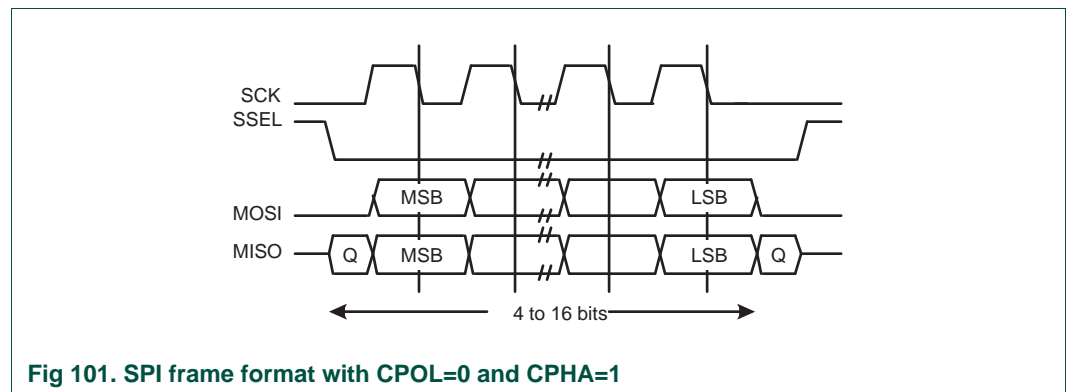 SCK
SSEL
MOSI
MSB
LSB
MISO
Q
MSB
LSB
Q
4 to 16 bits
Fig 101. SPI frame format with CPOL=0 and CPHA=1